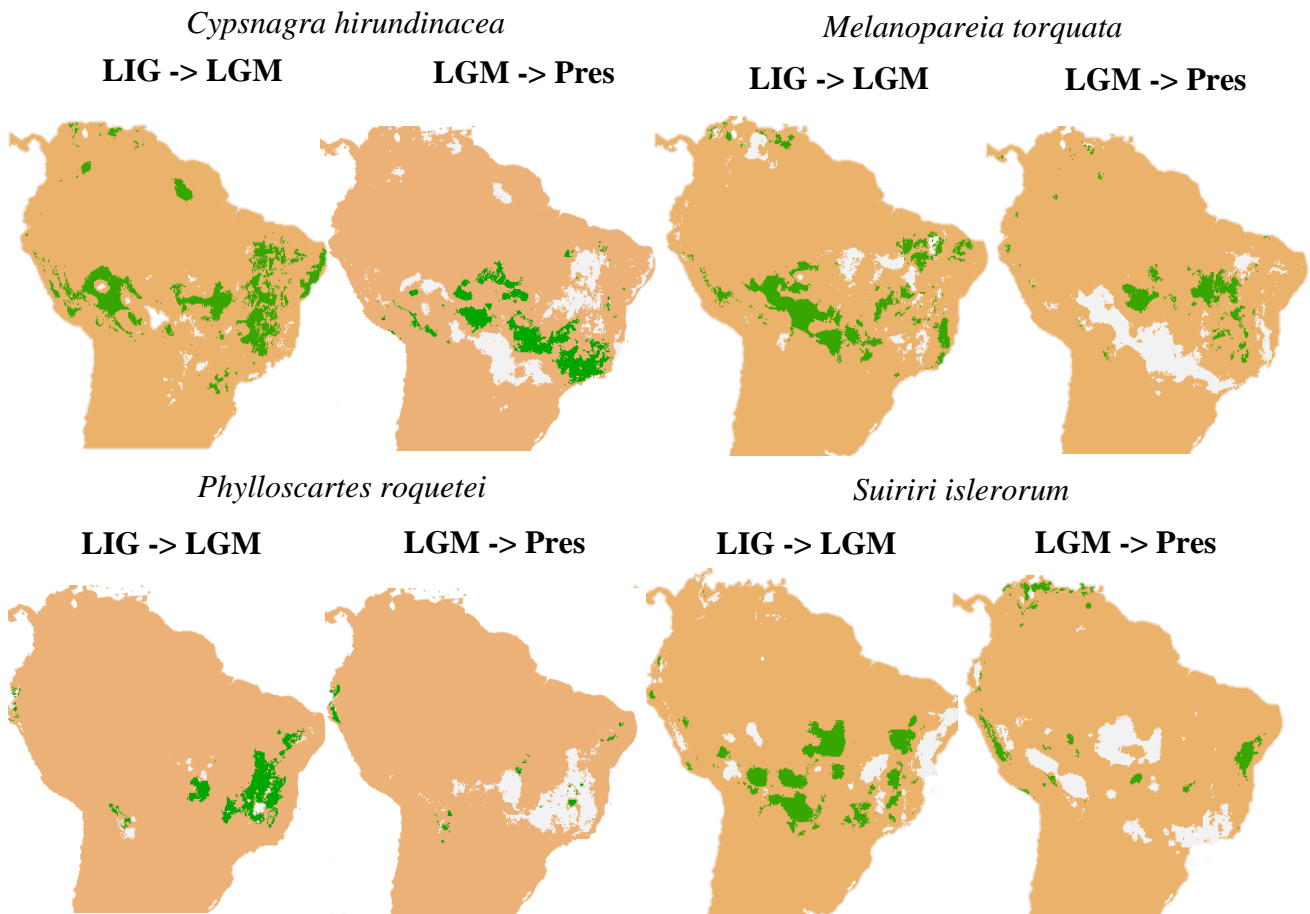 Cypsnagra hirundinacea
Melanopareia torquata
LIG -> LGM
LGM -> Pres
LIG -> LGM
LGM -> Pres
Phylloscartes roquetei
Suiriri islerorum
LIG -> LGM
LGM -> Pres
LIG -> LGM
LGM -> Pres